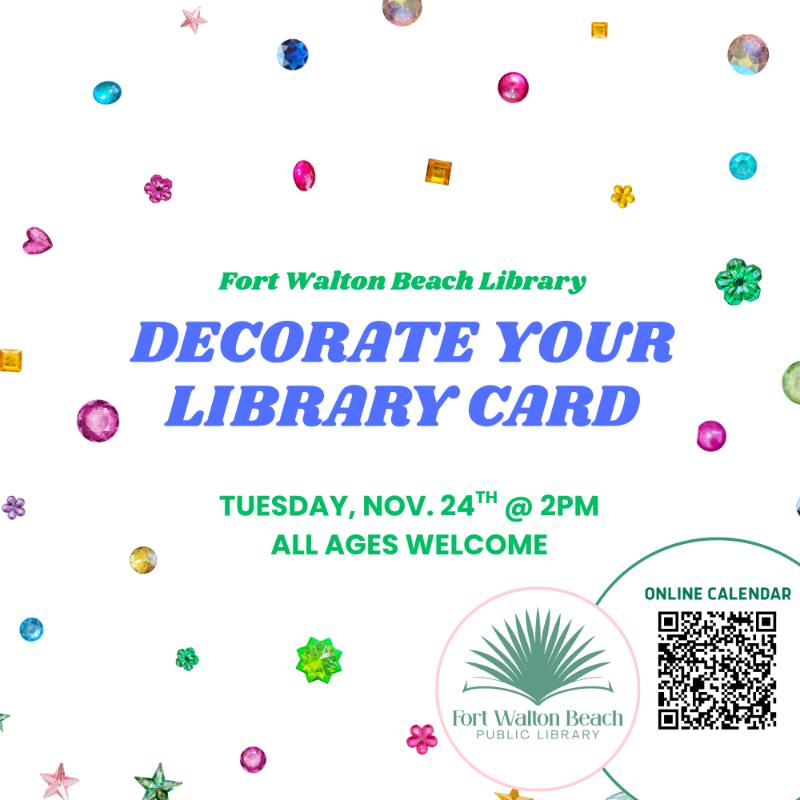 Fort Walton Beach Library
DECORATE YOUR
LIBRARY CARD
TUESDAY, NOV. 24TH @ 2PM
ALL AGES WELCOME
ONLINE CALENDAR
Fort Walton Beach
PUBLIC LIBRARY